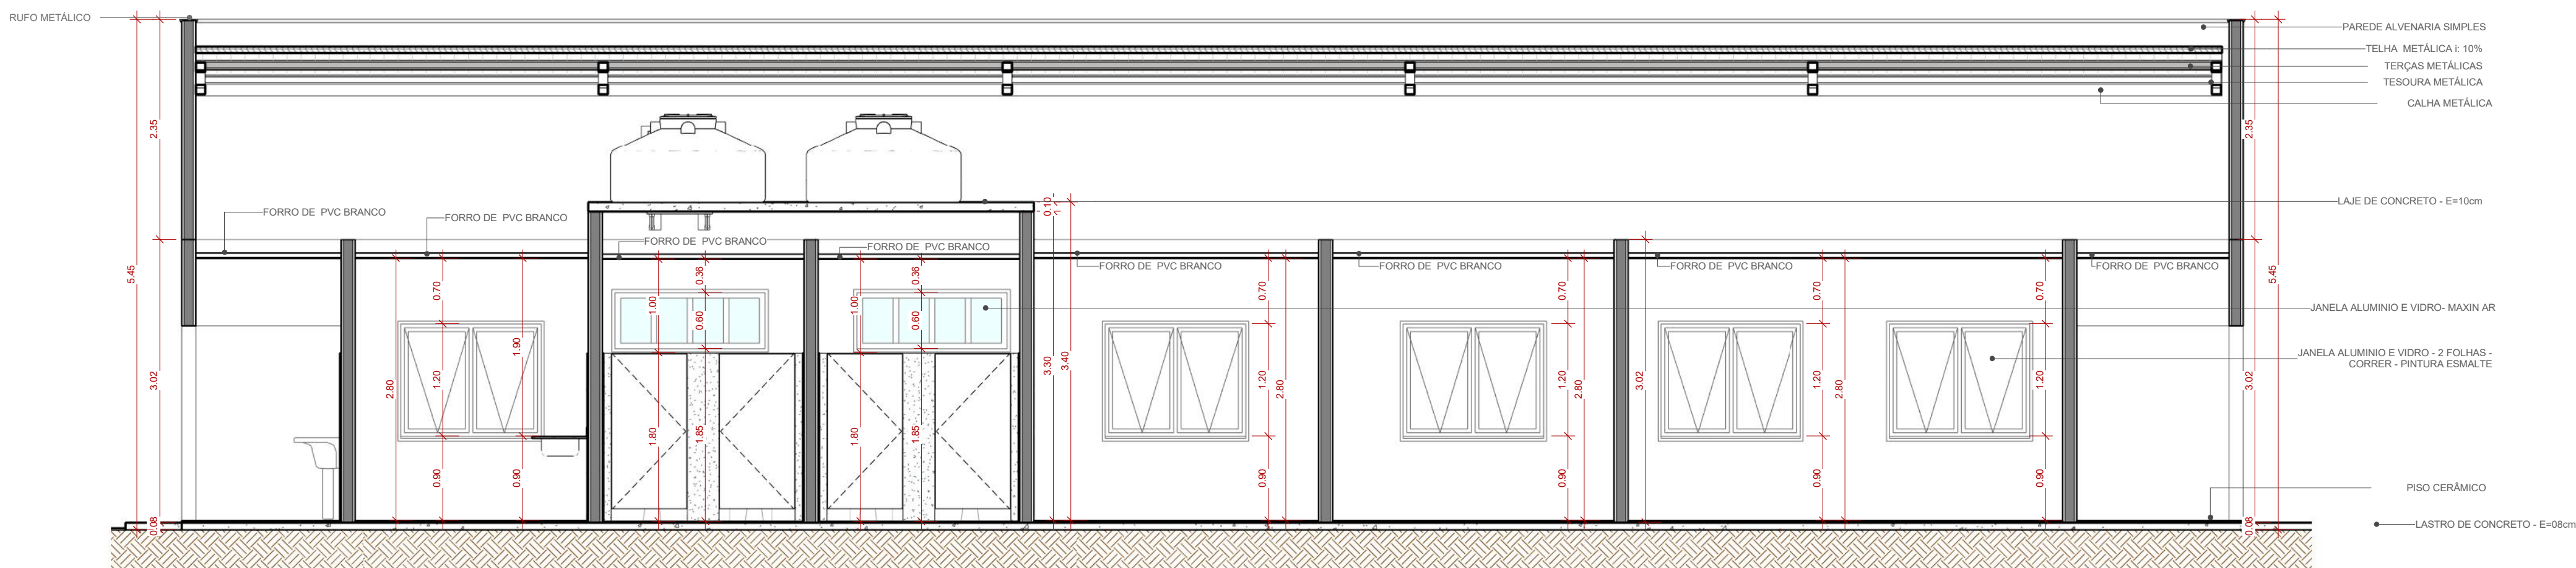 RUFO METÁLICO
PAREDE ALVENARIA SIMPLES
TELHA METÁLICA i: 10%
TERÇAS METÁLICAS
TESOURA METÁLICA
CALHA METÁLICA
2.35
2.35
5.45
5.45
LAJE DE CONCRETO - E=10cm
0.10
FORRO DE PVC BRANCO
FORRO DE PVC BRANCO
FORRO DE PVC BRANCO
FORRO DE PVC BRANCO
FORRO DE PVC BRANCO
FORRO DE PVC BRANCO
FORRO DE PVC BRANCO
FORRO DE PVC BRANCO
0.70
0.36
0.36
0.70
0.70
0.70
0.70
1.00
0.60
1.00
0.60
JANELA ALUMINIO E VIDRO- MAXIN AR
1.90
3.30
3.40
JANELA ALUMINIO E VIDRO - 2 FOLHAS -
CORRER - PINTURA ESMALTE
3.02
2.80
1.20
1.20
2.80
1.20
2.80
3.02
1.20
2.80
1.20
3.02
1.80
1.85
1.80
1.85
0.90
0.90
0.90
0.90
0.90
0.90
PISO CERÂMICO
0.08
0.08
LASTRO DE CONCRETO - E=08cm